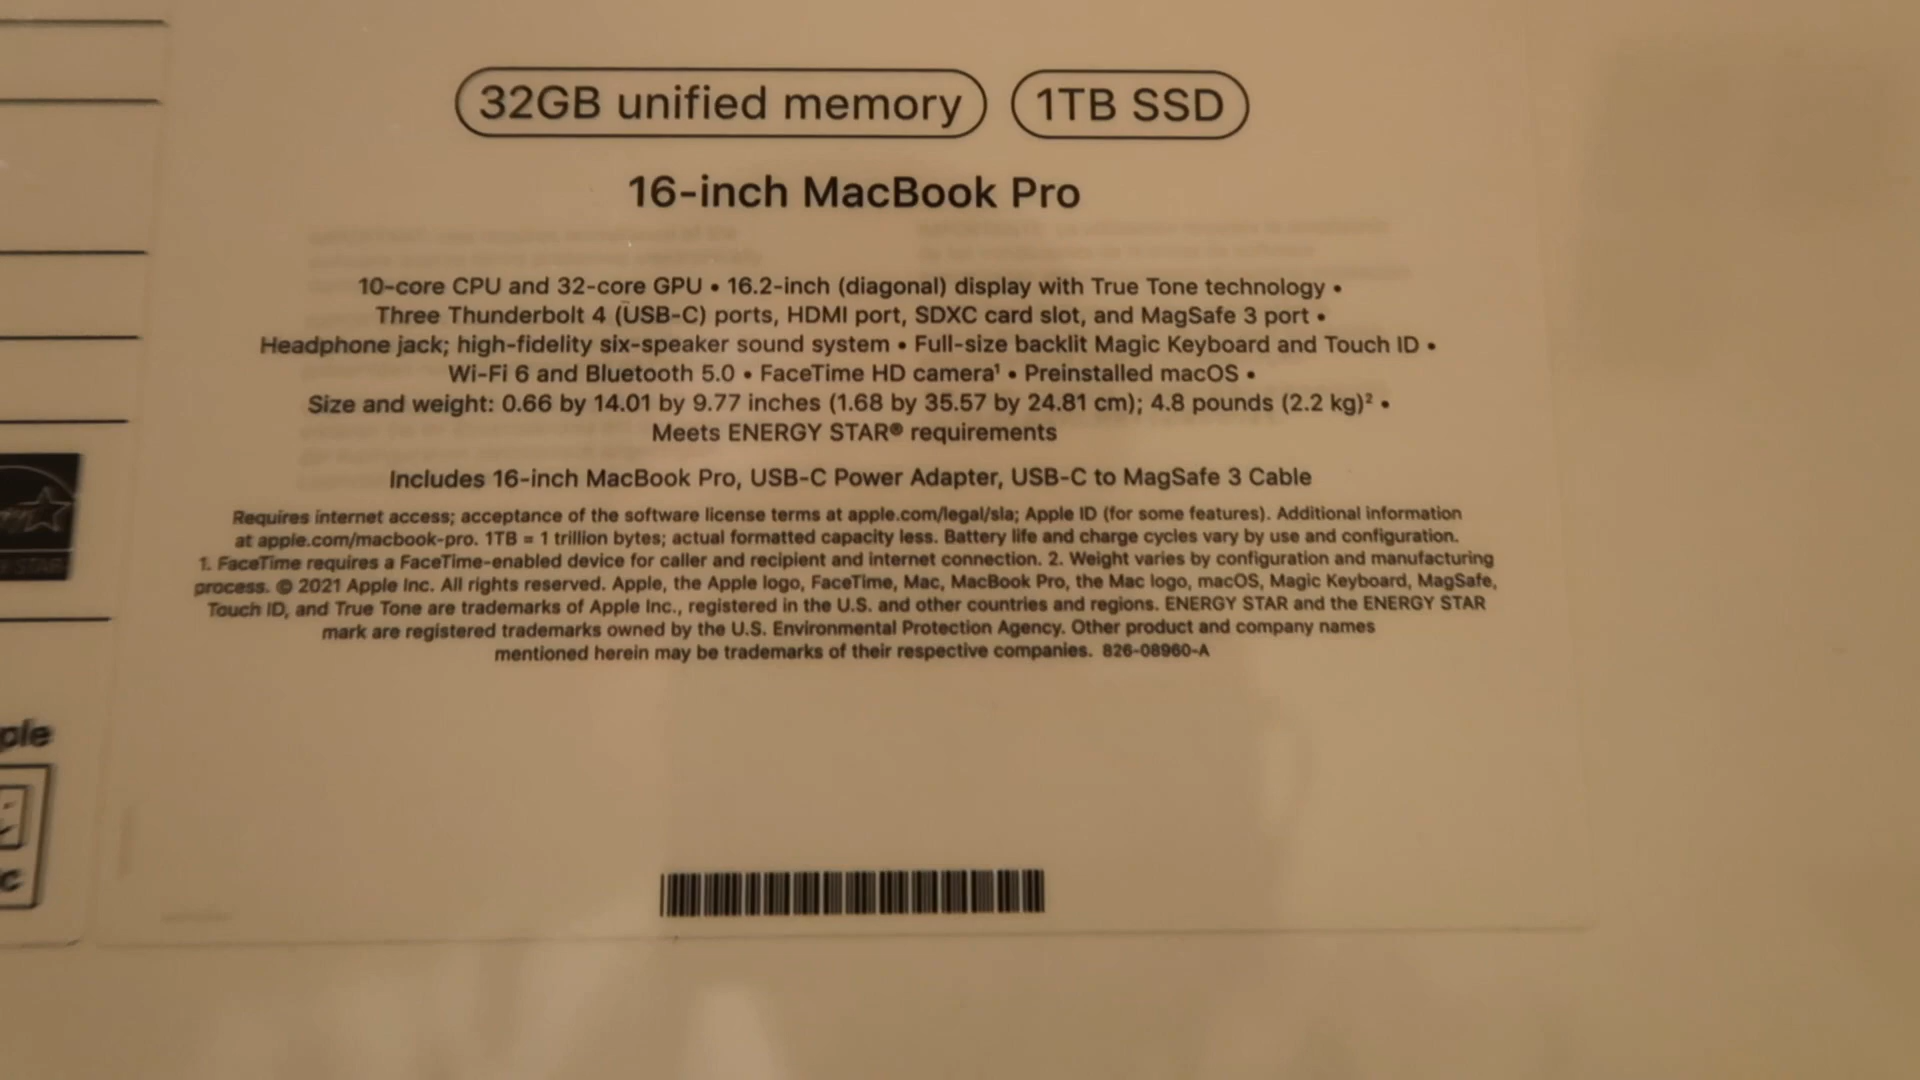 32GB unified memory 1TB SSD
16-inch MacBook Pro
10-core CPU and 32-core GPU • 16.2-inch (diagonal) display with True Tone technology •
Three Thunderbolt 4 (USB-C) ports, HDMI port, SDXC card slot, and MagSafe 3 port •
Headphone jack; high-fidelity six-speaker sound system • Full-size backlit Magic Keyboard and Touch ID •
Wi-Fi 6 and Bluetooth 5.0 • FaceTime HD camera¹ • Preinstalled macOS •
Size and weight: 0.66 by 14.01 by 9.77 inches (1.68 by 35.57 by 24.81 cm); 4.8 pounds (2.2 kg)² •
Meets ENERGY STAR® requirements
Includes 16-inch MacBook Pro, USB-C Power Adapter, USB-C to MagSafe 3 Cable
Requires internet access; acceptance of the software license terms at apple.com/legal/sla; Apple ID (for some features). Additional information
at apple.com/macbook-pro. 1TB = 1 trillion bytes; actual formatted capacity less. Battery life and charge cycles vary by use and configuration.
1. FaceTime requires a FaceTime-enabled device for caller and recipient and internet connection. 2. Weight varies by configuration and manufacturing
process. © 2021 Apple Inc. All rights reserved. Apple, the Apple logo, FaceTime, Mac, MacBook Pro, the Mac logo, macOS, Magic Keyboard, MagSafe,
Touch ID, and True Tone are trademarks of Apple Inc., registered in the U.S. and other countries and regions. ENERGY STAR and the ENERGY STAR
mark are registered trademarks owned by the U.S. Environmental Protection Agency. Other product and company names
mentioned herein may be trademarks of their respective companies. 826-08960-A
ple
c